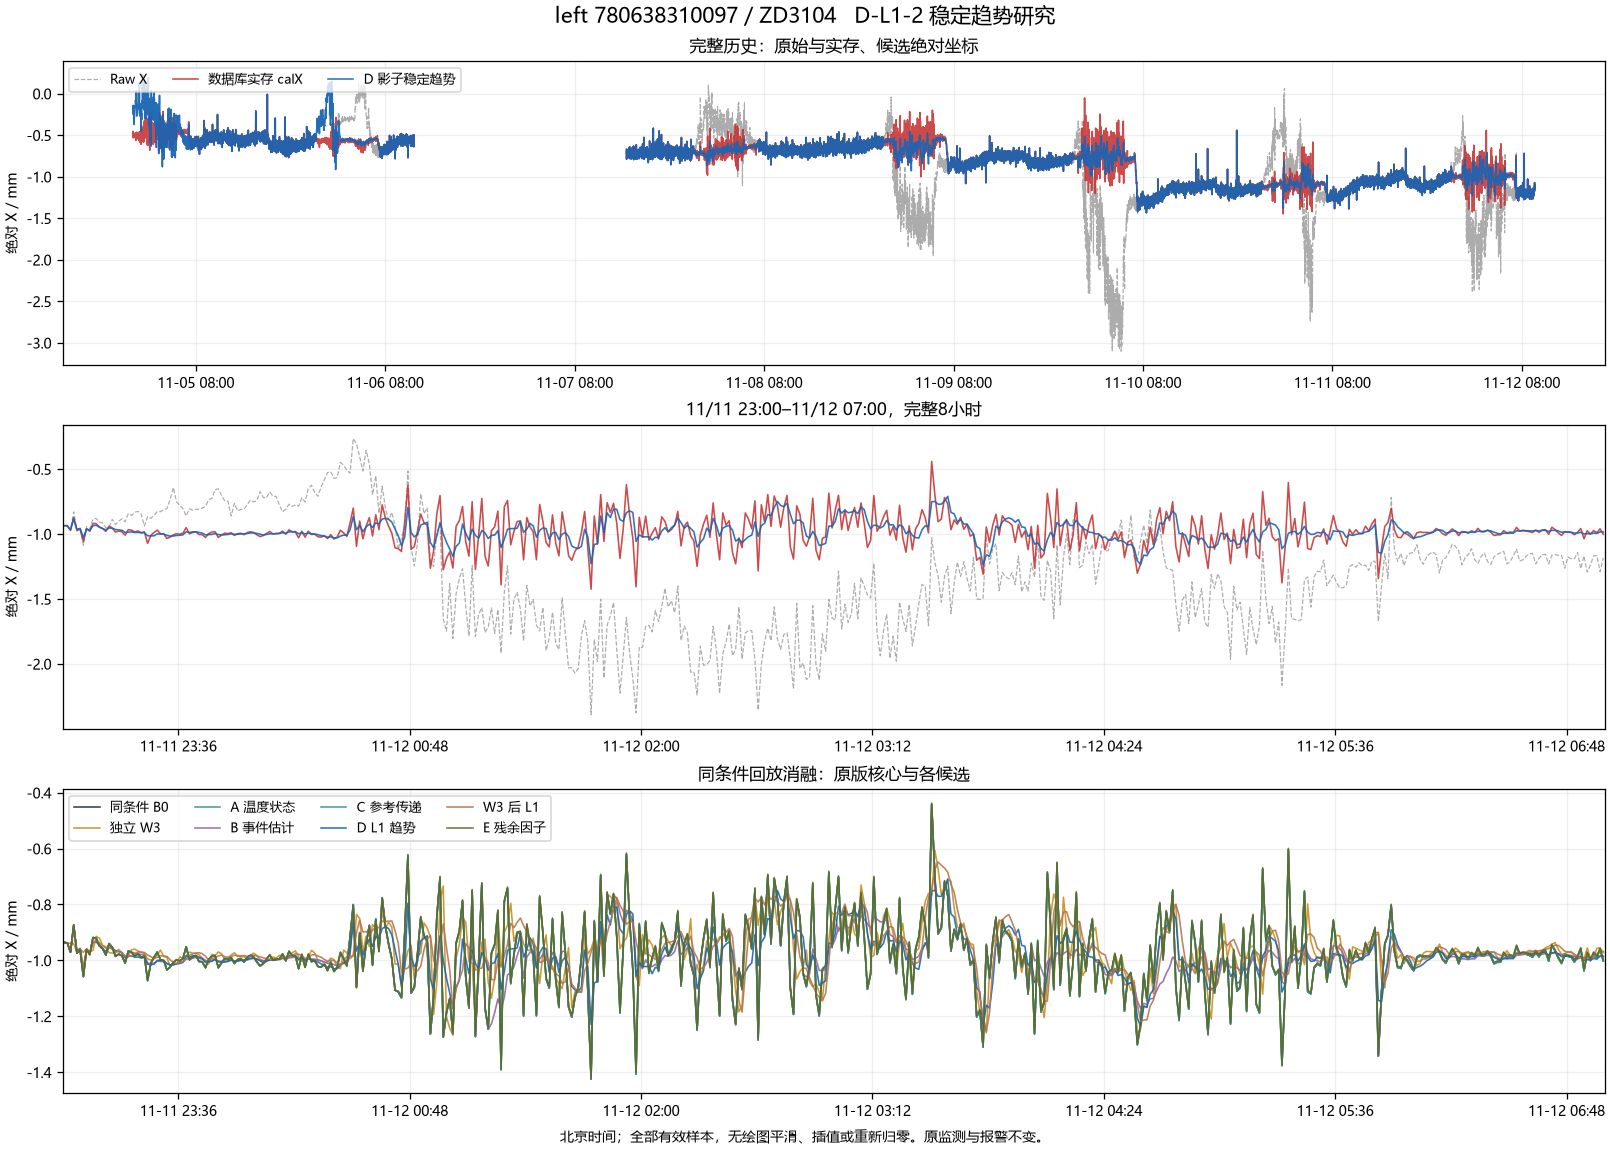 left 780638310097 / ZD3104   D-L1-2 稳定趋势研究
完整历史：原始与实存、候选绝对坐标
Raw X 数据库实存 calX D 影子稳定趋势
绝对 X / mm
0.0
-0.5
-1.0
-1.5
-2.0
-2.5
-3.0
11-05 08:00 11-06 08:00 11-07 08:00 11-08 08:00 11-09 08:00 11-10 08:00 11-11 08:00 11-12 08:00
11/11 23:00–11/12 07:00，完整8小时
绝对 X / mm
-0.5
-1.0
-1.5
-2.0
11-11 23:36 11-12 00:48 11-12 02:00 11-12 03:12 11-12 04:24 11-12 05:36 11-12 06:48
同条件回放消融：原版核心与各候选
同条件 B0 A 温度状态 C 参考传递 W3 后 L1
独立 W3 B 事件估计 D L1 趋势 E 残余因子
绝对 X / mm
-0.4
-0.6
-0.8
-1.0
-1.2
-1.4
11-11 23:36 11-12 00:48 11-12 02:00 11-12 03:12 11-12 04:24 11-12 05:36 11-12 06:48
北京时间；全部有效样本，无绘图平滑、插值或重新归零。原监测与报警不变。